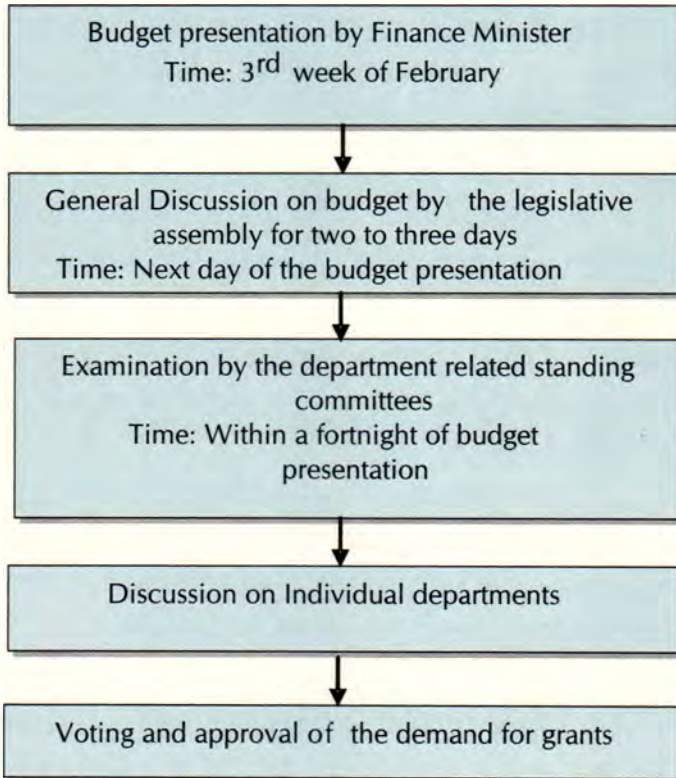 Budget presentation by Finance Minister
Time: 3rd week of February
General Discussion on budget by the legislative
assembly for two to three days
Time: Next day of the budget presentation
Examination by the department related standing
committees
Time: Within a fortnight of budget
presentation
Discussion on Individual departments
Voting and approval of the demand for grants